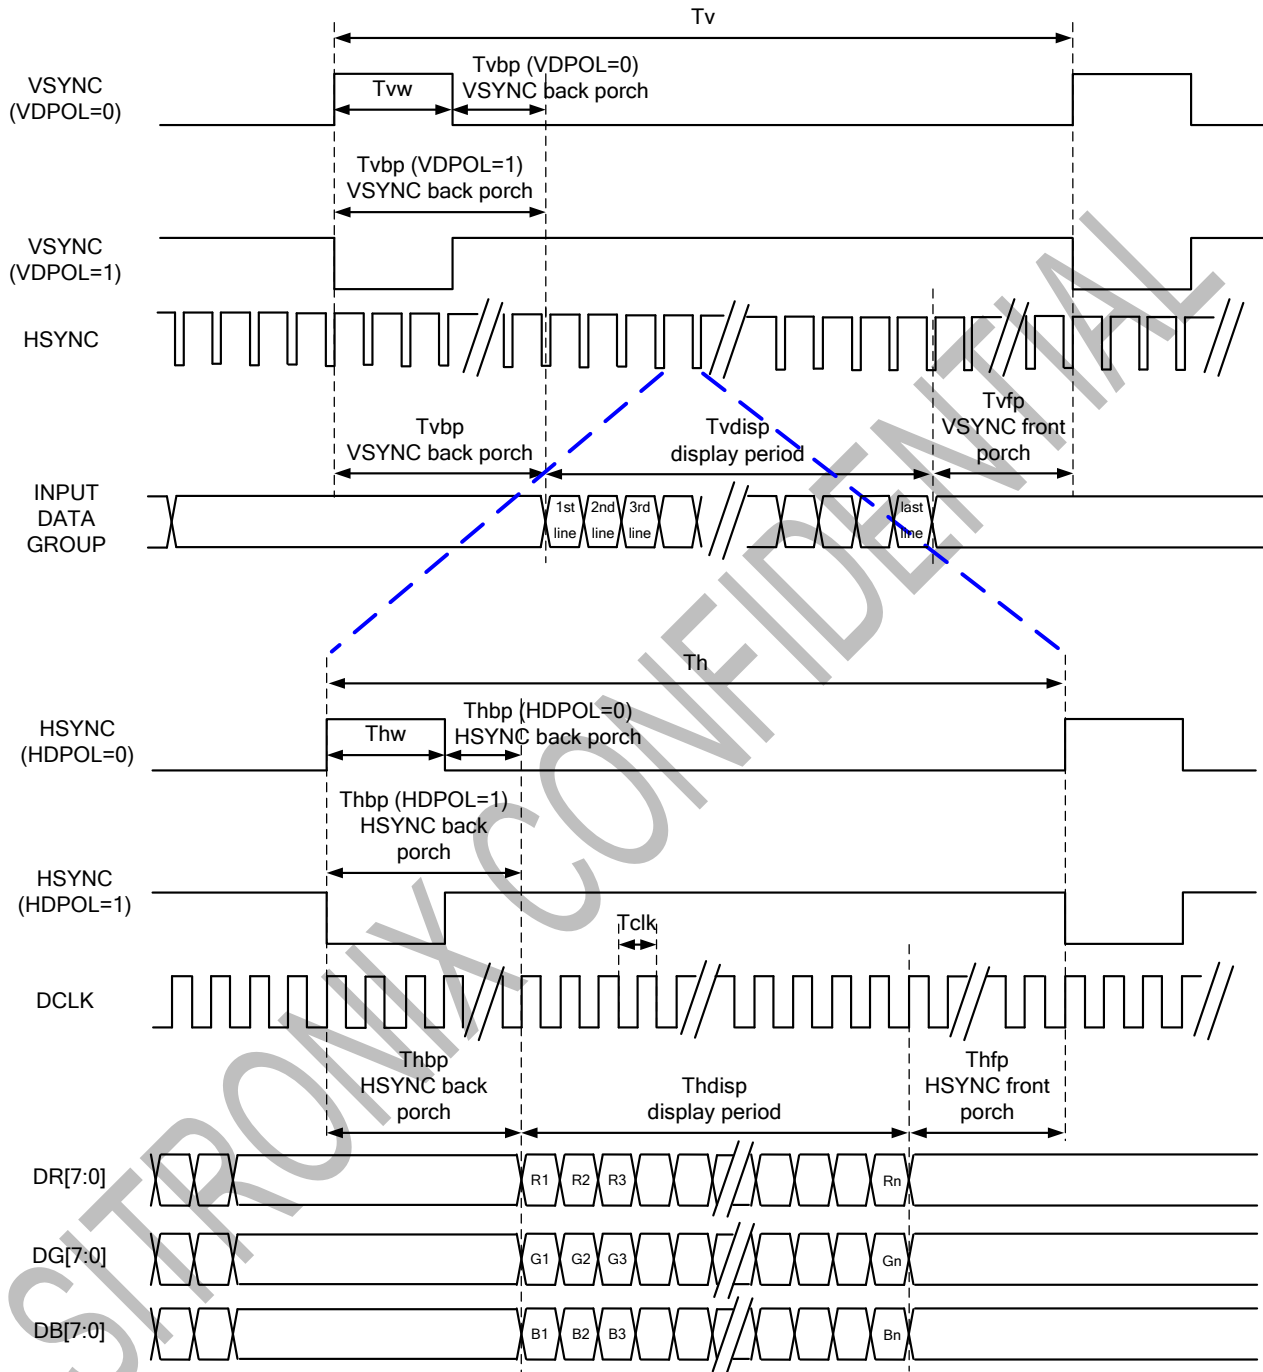 Tv
VSYNC
(VDPOL=0)
Tvw
Tvbp (VDPOL=0)
VSYNC back porch
Tvbp (VDPOL=1)
VSYNC back porch
VSYNC
(VDPOL=1)
HSYNC
Tvbp
VSYNC back porch
Tvdisp
display period
Tvfp
VSYNC front
porch
INPUT
DATA
GROUP
1st
line
2nd
line
3rd
line
last
line
Th
HSYNC
(HDPOL=0)
Thw
Thbp (HDPOL=0)
HSYNC back porch
Thbp (HDPOL=1)
HSYNC back
porch
HSYNC
(HDPOL=1)
Tclk
DCLK
Thbp
HSYNC back
porch
Thdisp
display period
Thfp
HSYNC front
porch
DR[7:0]
R1 R2 R3 Rn
DG[7:0]
G1 G2 G3 Gn
DB[7:0]
B1 B2 B3 Bn
SITRONIX CONFIDENTIAL